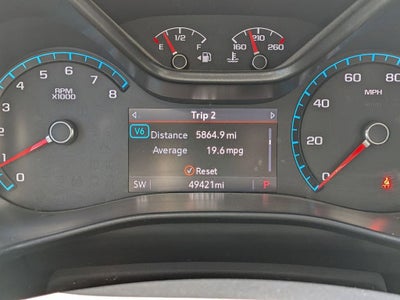 E 1/2 F
160 210 260
Trip 2
V6
Distance 5864.9 mi
Average 19.6 mpg
Reset
SW 49421mi P
0 1 2 3 4 5 6 7 8
RPM
X1000
0 20 40 60 80
MPH